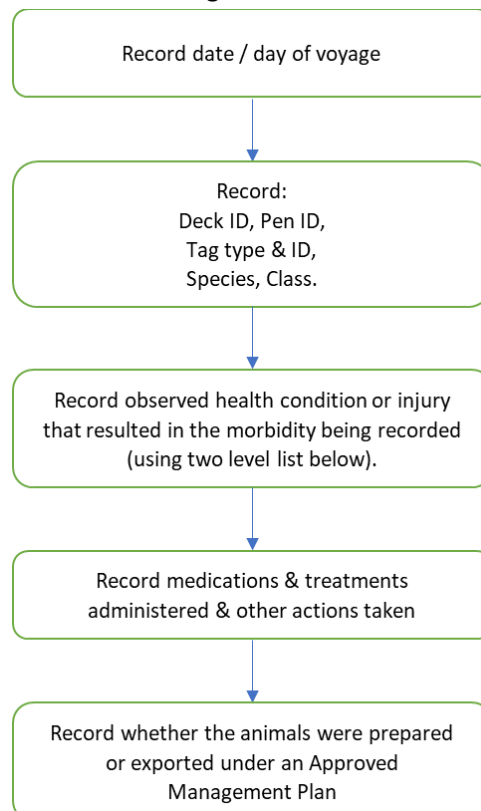 Record date / day of voyage
Record:
Deck ID, Pen ID,
Tag type & ID,
Species, Class.
Record observed health condition or injury
that resulted in the morbidity being recorded
(using two level list below).
Record medications & treatments
administered & other actions taken
Record whether the animals were prepared
or exported under an Approved
Management Plan